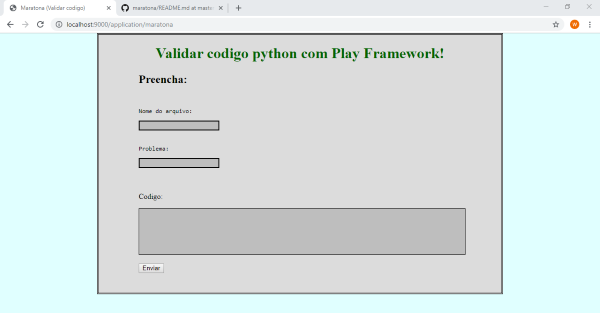 Maratona (Validar codigo)
maratona/README.md at mast
localhost:9000/application/maratona
W
Validar codigo python com Play Framework!
Preencha:
Nome do arquivo:
Problema:
Codigo:
Enviar